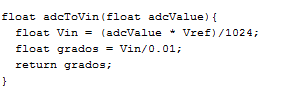 float adcToVin(float adcValue){
  float Vin = (adcValue * Vref)/1024;
  float grados = Vin/0.01;
  return grados;
}